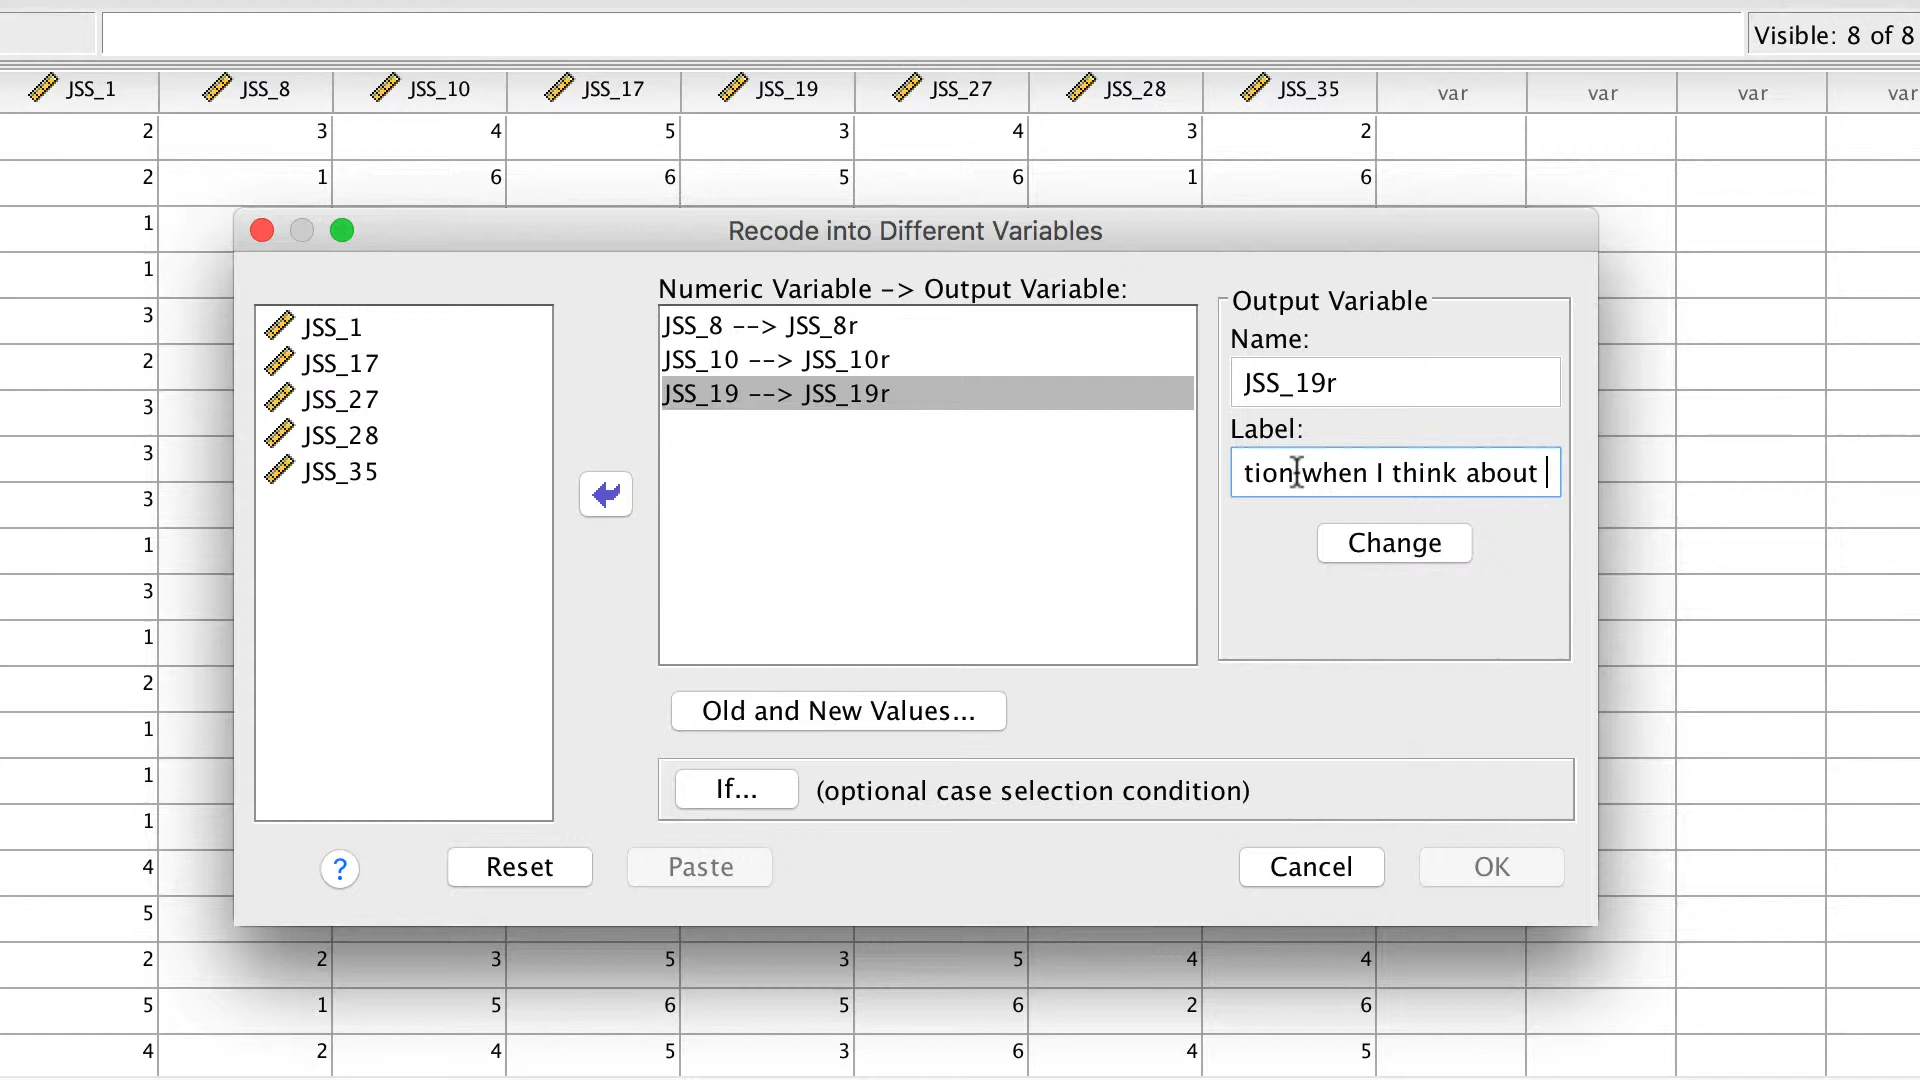 Visible: 8 of 8
JSS_1 JSS_8 JSS_10 JSS_17 JSS_19 JSS_27 JSS_28 JSS_35 var var var var
2 3 4 5 3 4 3 2
2 1 6 6 5 6 1 6
1
Recode into Different Variables
1
Numeric Variable -> Output Variable:
Output Variable
3
JSS_1
JSS_8 --> JSS_8r
Name:
2
JSS_17
JSS_10 --> JSS_10r
JSS_19r
JSS_27
JSS_19 --> JSS_19r
3
JSS_28
Label:
3
JSS_35
tion when I think about
3
1
Change
3
1
2
Old and New Values...
1
1
If... (optional case selection condition)
1
4
? Reset Paste Cancel OK
5
2 2 3 5 3 5 4 4
5 1 5 6 5 6 2 6
4 2 4 5 3 6 4 5